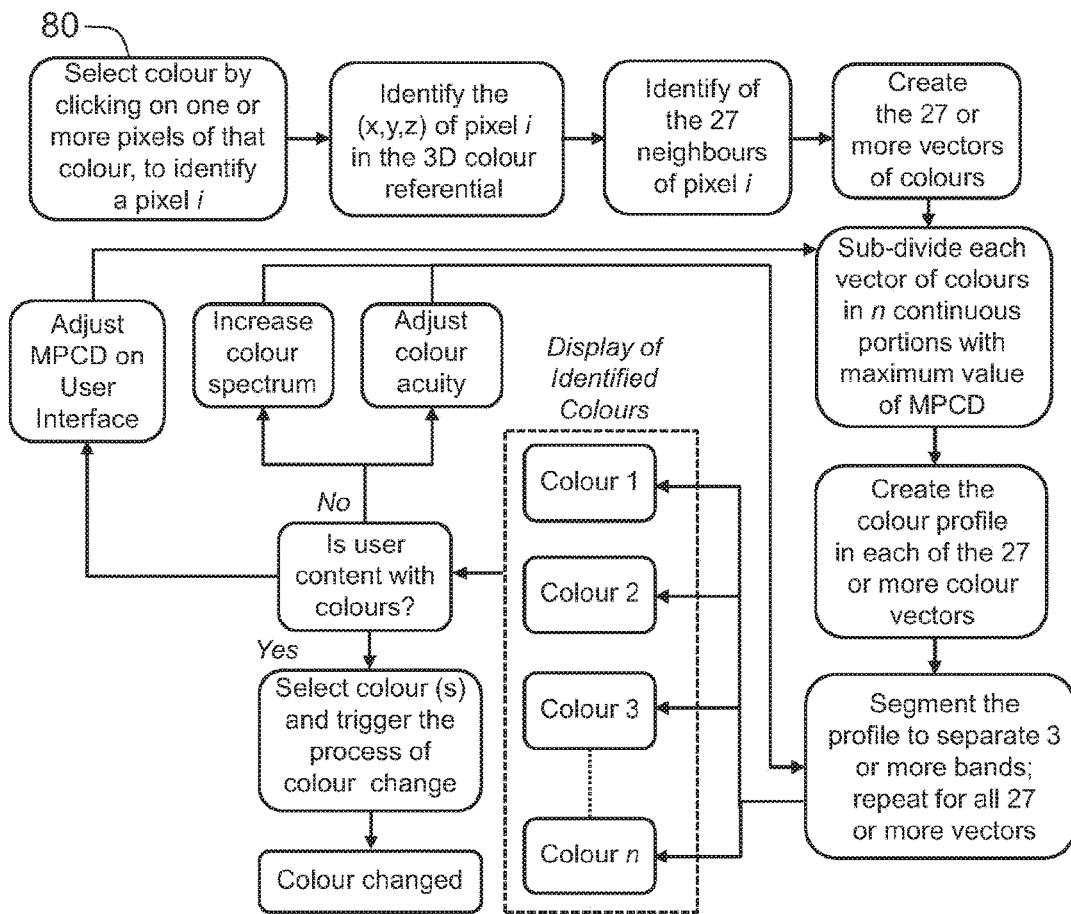 80
Select colour by
clicking on one or
more pixels of that
colour, to identify
a pixel i
Identify the
(x,y,z) of pixel i
in the 3D colour
referential
Identify of
the 27
neighbours
of pixel i
Create
the 27 or
more vectors
of colours
Sub-divide each
vector of colours
in n continuous
portions with
maximum value
of MPCD
Adjust
MPCD on
User
Interface
Increase
colour
spectrum
Adjust
colour
acuity
Display of
Identified
Colours
Colour 1
Colour 2
Colour 3
Colour n
Create the
colour profile
in each of the 27
or more colour
vectors
Segment the
profile to separate 3
or more bands;
repeat for all 27
or more vectors
No
Is user
content with
colours?
Yes
Select colour (s)
and trigger the
process of
colour change
Colour changed